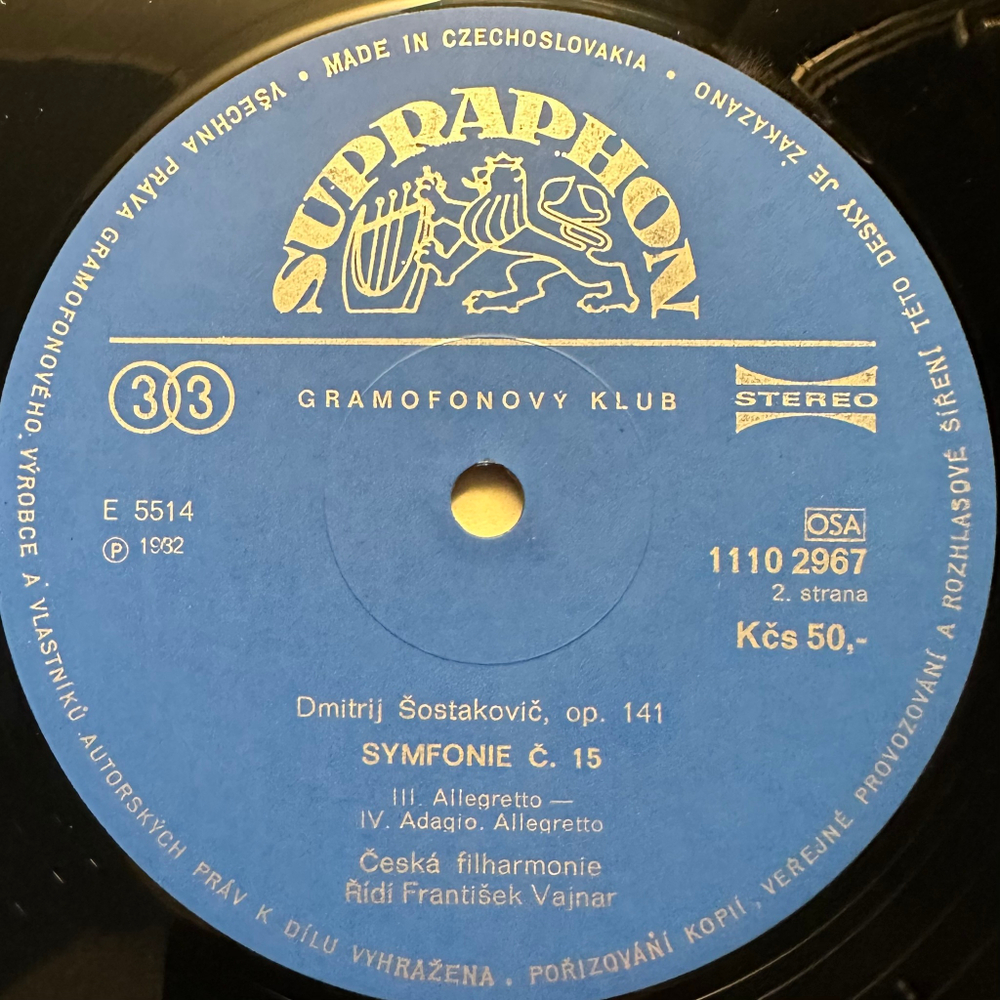 MADE IN CZECHOSLOVAKIA •
VŠECHNA PRÁVA GRAMOFONOVÉHO. VÝROBCE A VLASTNÍKŮ AUTORSKÝCH PRÁV K DÍLU VYHRAŽENA. POŘIZOVÁŇÍ KOPIÍ, VEŘEJNÉ PROVOZOVÁNÍ A ROZHLASOVÉ ŠÍŘENÍ TÉTO DESKY JE ZAKÁZANO •
SUPRAPHON
33
GRAMOFONOVÝ KLUB
STEREO
E 5514
℗ 1982
OSA
1110 2967
2. strana
Kčs 50,-
Dmitrij Šostakovič, op. 141
SYMFONIE Č. 15
III. Allegretto —
IV. Adagio. Allegretto
Česká filharmonie
Řídí František Vajnar